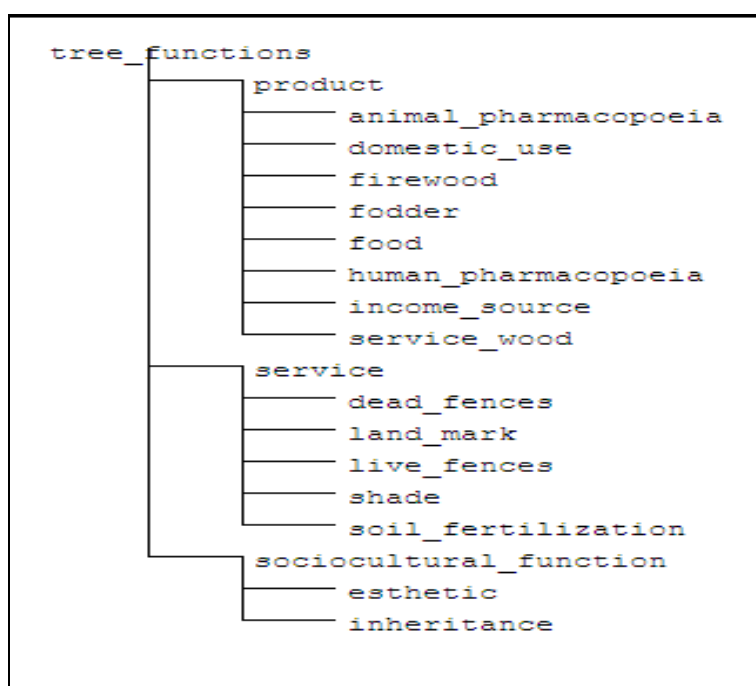 tree_functions
product
animal_pharmacopoeia
domestic_use
firewood
fodder
food
human_pharmacopoeia
income_source
service_wood
service
dead_fences
land_mark
live_fences
shade
soil_fertilization
sociocultural_function
esthetic
inheritance